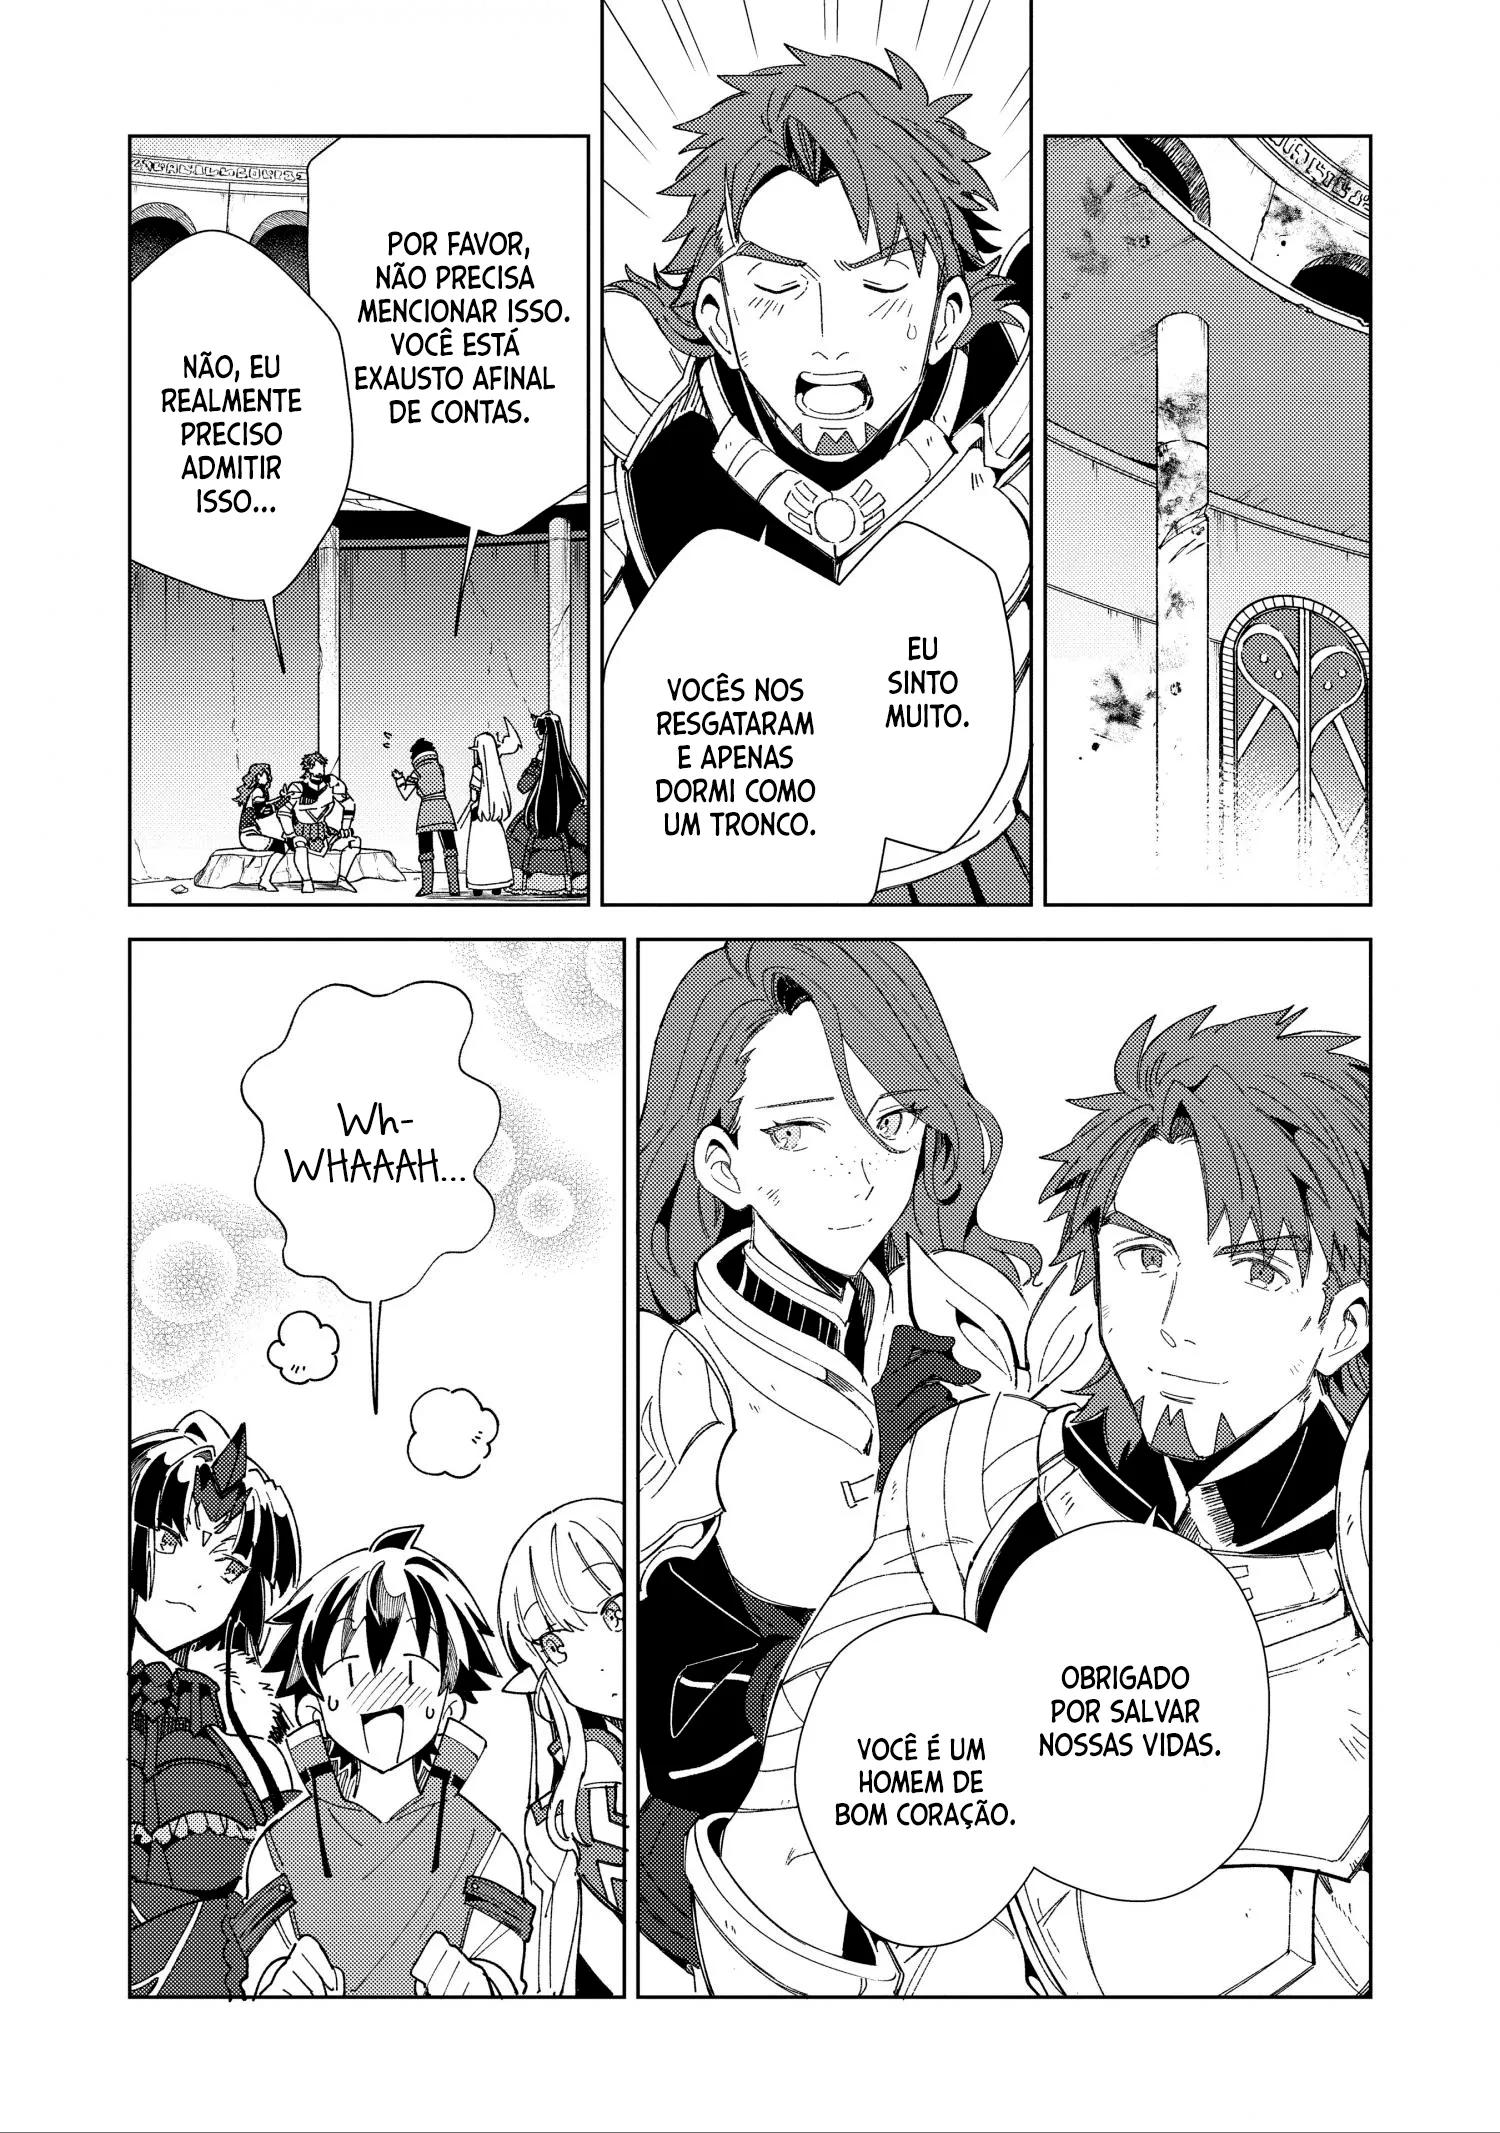 EU
SINTO
MUITO.
VOCÊS NOS
RESGATARAM
E APENAS
DORMI COMO
UM TRONCO.
POR FAVOR,
NÃO PRECISA
MENCIONAR ISSO.
VOCÊ ESTÁ
EXAUSTO AFINAL
DE CONTAS.
NÃO, EU
REALMENTE
PRECISO
ADMITIR
ISSO...
OBRIGADO
POR SALVAR
NOSSAS VIDAS.
VOCÊ É UM
HOMEM DE
BOM CORAÇÃO.
Wh-
WHAAAH...